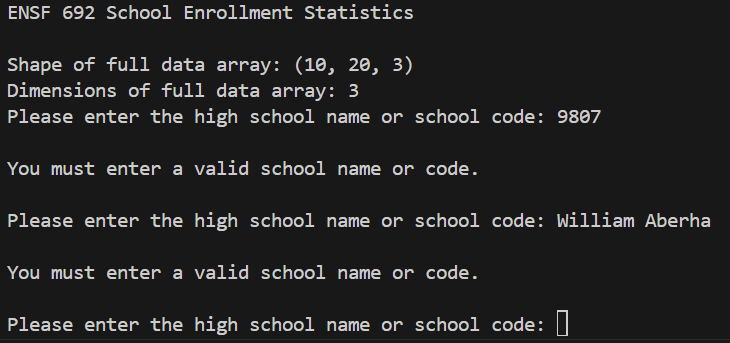 ENSF 692 School Enrollment Statistics
Shape of full data array: (10, 20, 3)
Dimensions of full data array: 3
Please enter the high school name or school code: 9807
You must enter a valid school name or code.
Please enter the high school name or school code: William Aberha
You must enter a valid school name or code.
Please enter the high school name or school code: